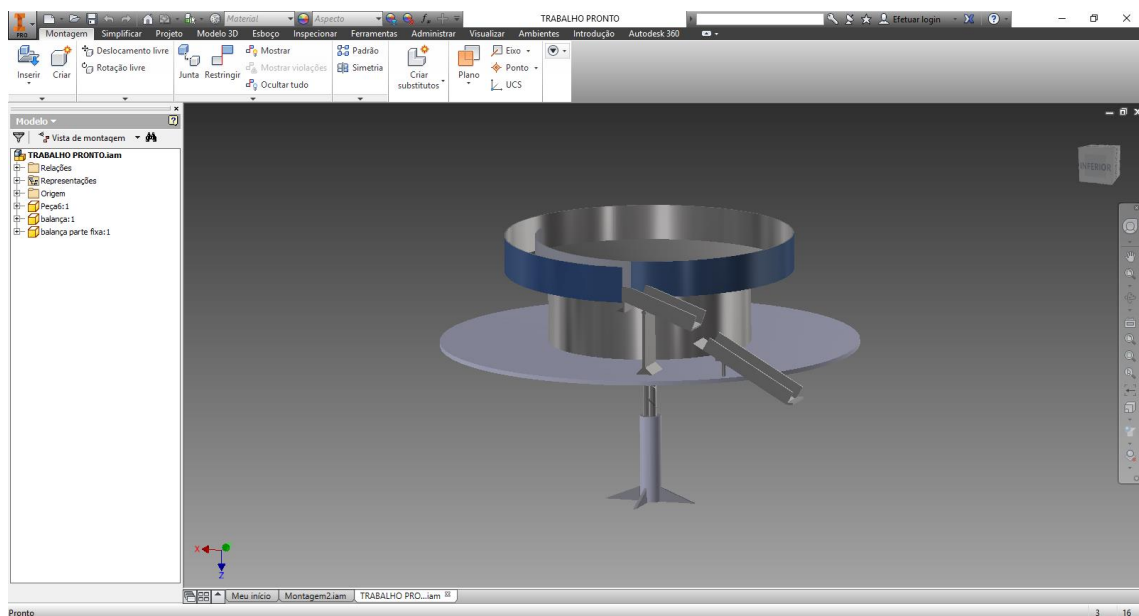 PRO
Material
Aspecto
TRABALHO PRONTO
Efetuar login
Montagem Simplificar Projeto Modelo 3D Esboço Inspecionar Ferramentas Administrar Visualizar Ambientes Introdução Autodesk 360
Inserir
Criar
Deslocamento livre
Rotação livre
Junta
Restringir
Mostrar
Mostrar violações
Ocultar tudo
Padrão
Simetria
Criar
substitutos
Plano
Eixo
Ponto
UCS
Modelo
Vista de montagem
TRABALHO PRONTO.iam
Relações
Representações
Origem
Peça6:1
balança:1
balança parte fixa:1
INFERIOR
X
Z
Meu início Montagem2.iam TRABALHO PRO...iam
Pronto
3 16